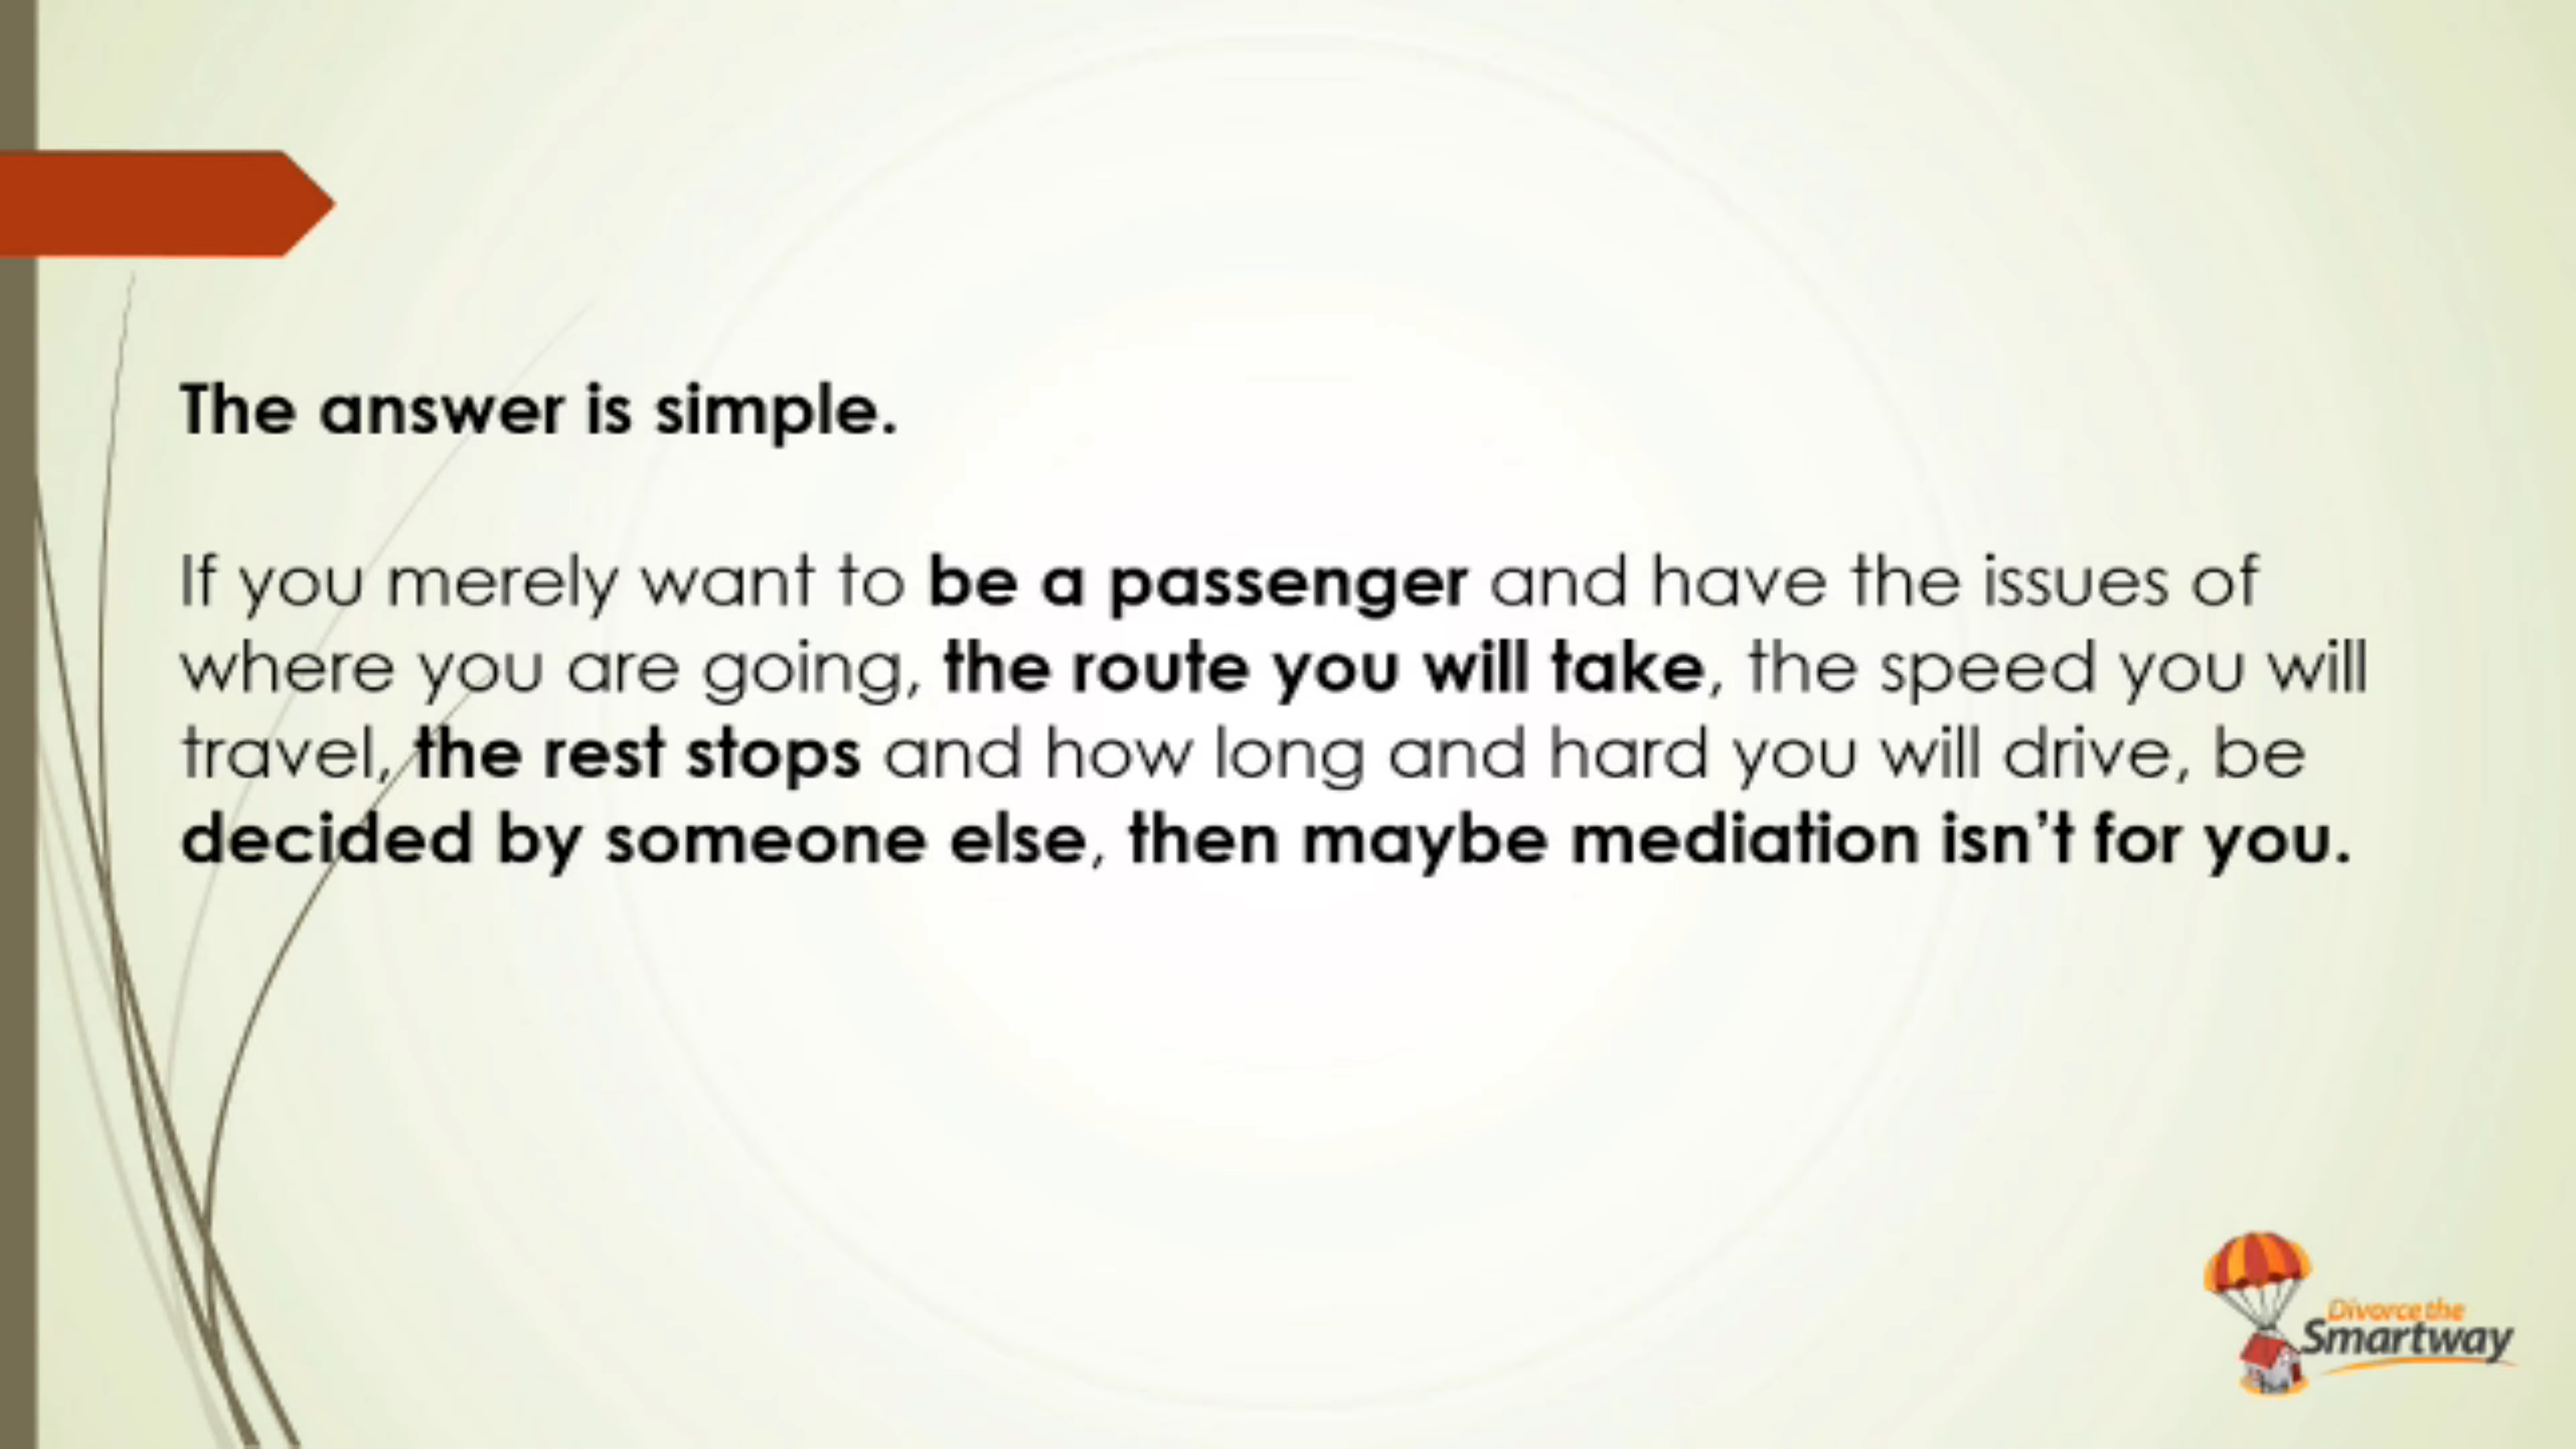 The answer is simple.
If you merely want to be a passenger and have the issues of
where you are going, the route you will take, the speed you will
travel, the rest stops and how long and hard you will drive, be
decided by someone else, then maybe mediation isn’t for you.
Divorce the
Smartway